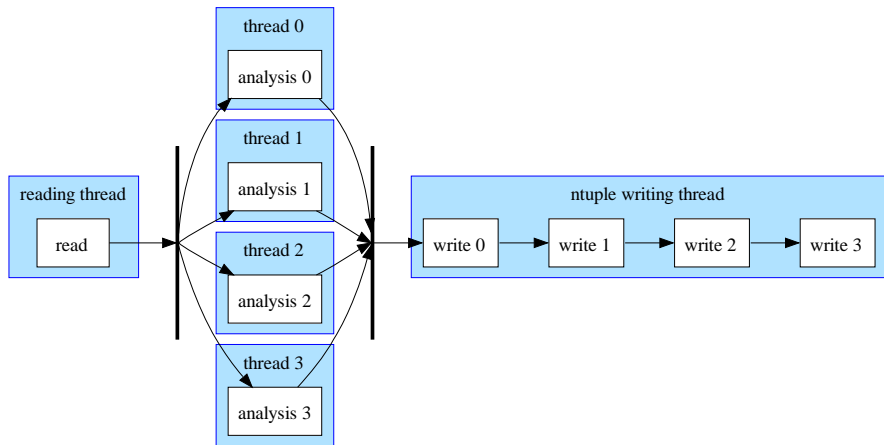 reading thread
read
thread 0
analysis 0
thread 1
analysis 1
thread 2
analysis 2
thread 3
analysis 3
ntuple writing thread
write 0
write 1
write 2
write 3